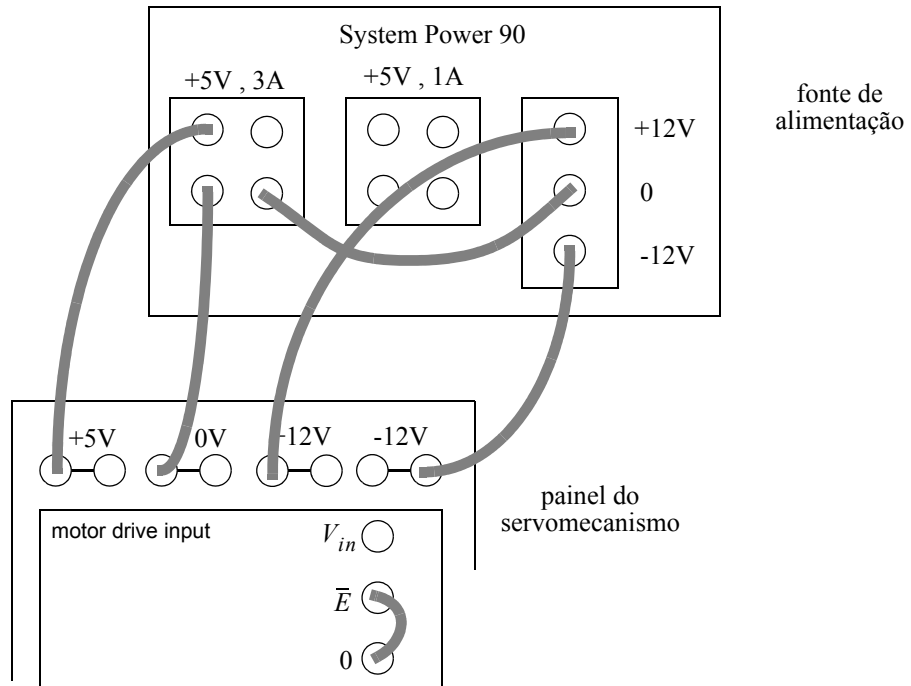 System Power 90
+5V , 3A
+5V , 1A
+12V
0
-12V
fonte de
alimentação
+5V
0V
+12V
-12V
painel do
servomecanismo
motor drive input
V_in
E̅
0